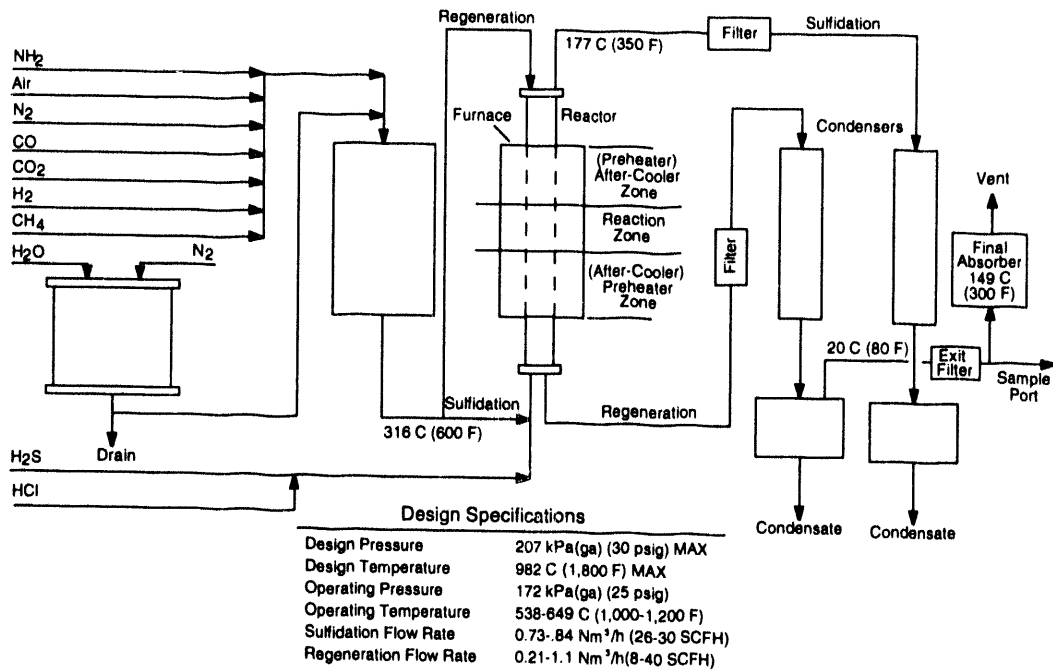 Regeneration
177 C (350 F)
Filter
Sulfidation
NH2
Air
N2
CO
CO2
H2
CH4
H2O
N2
Furnace
Reactor
(Preheater)
After-Cooler
Zone
Reaction
Zone
(After-Cooler)
Preheater
Zone
Filter
Condensers
Vent
Final
Absorber
149 C
(300 F)
20 C (80 F)
Exit
Filter
Sample
Port
Sulfidation
316 C (600 F)
Regeneration
Drain
H2S
HCl
Condensate
Condensate
Design Specifications
Design Pressure 207 kPa(ga) (30 psig) MAX
Design Temperature 982 C (1,800 F) MAX
Operating Pressure 172 kPa(ga) (25 psig)
Operating Temperature 538-649 C (1,000-1,200 F)
Sulfidation Flow Rate 0.73-.84 Nm³/h (26-30 SCFH)
Regeneration Flow Rate 0.21-1.1 Nm³/h(8-40 SCFH)